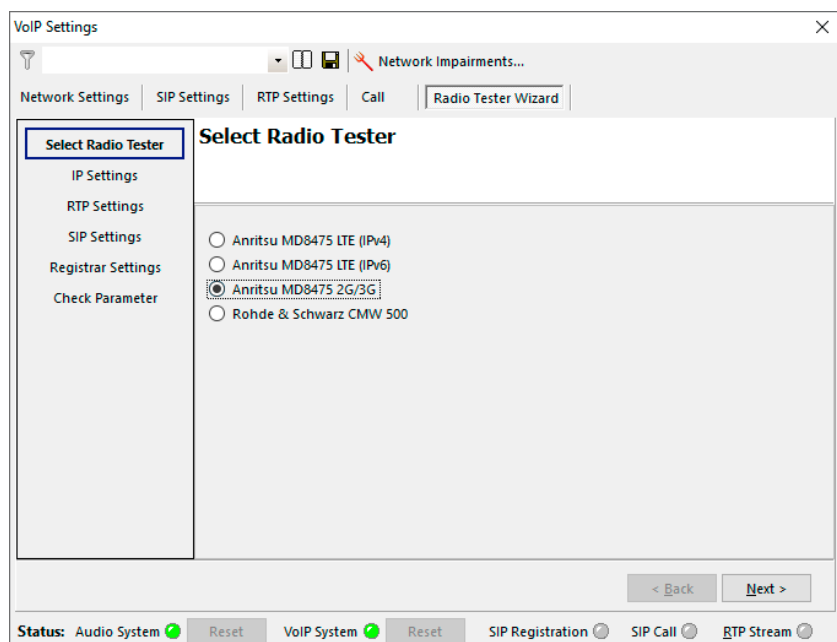 VoIP Settings
Network Impairments...
Network Settings SIP Settings RTP Settings Call Radio Tester Wizard
Select Radio Tester
IP Settings
RTP Settings
SIP Settings
Registrar Settings
Check Parameter
Select Radio Tester
Anritsu MD8475 LTE (IPv4)
Anritsu MD8475 LTE (IPv6)
Anritsu MD8475 2G/3G
Rohde & Schwarz CMW 500
< Back Next >
Status: Audio System Reset VoIP System Reset SIP Registration SIP Call RTP Stream